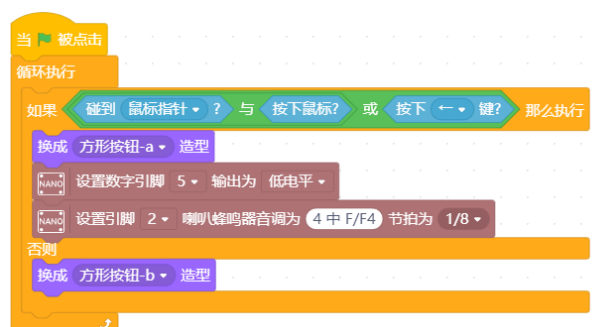 当 被点击
循环执行
如果 碰到 鼠标指针 ? 与 按下鼠标? 或 按下 ← 键? 那么执行
换成 方形按钮-a 造型
NANO 设置数字引脚 5 输出为 低电平
NANO 设置引脚 2 喇叭蜂鸣器音调为 4 中 F/F4 节拍为 1/8
否则
换成 方形按钮-b 造型